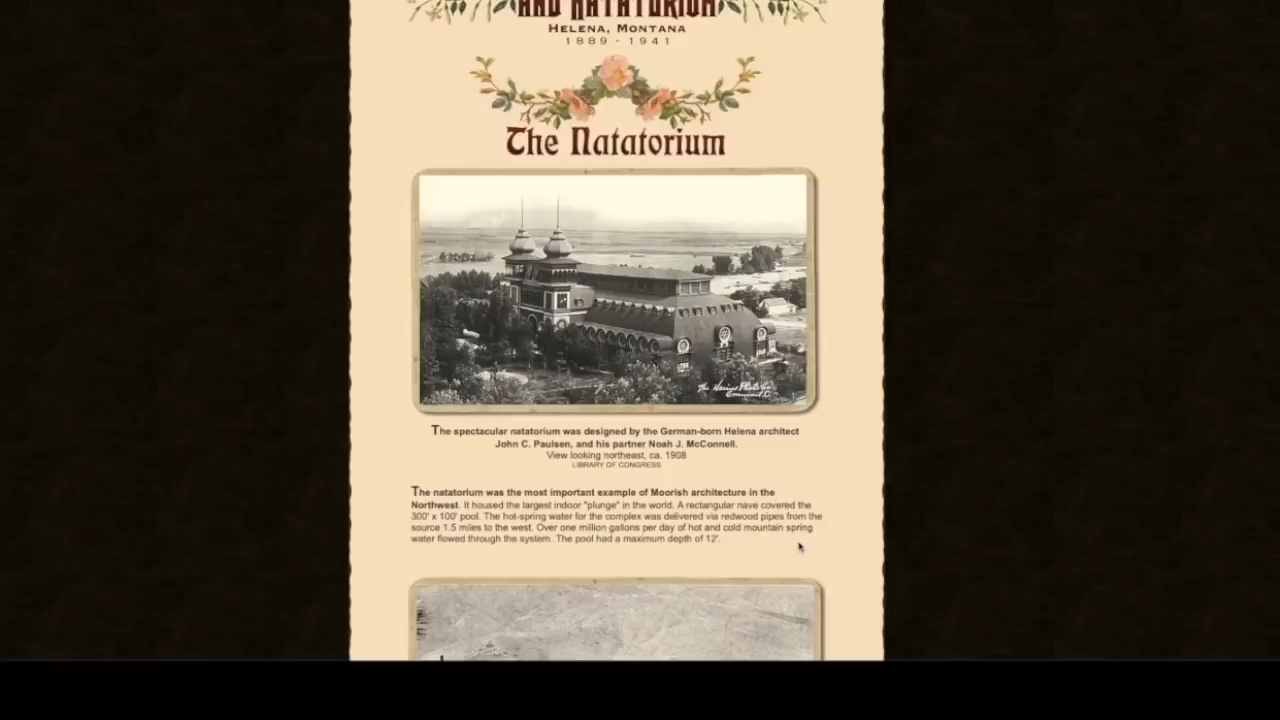 AND NATATORIUM
HELENA, MONTANA
1889 - 1941
The Natatorium
The spectacular natatorium was designed by the German-born Helena architect
John C. Paulsen, and his partner Noah J. McConnell.
View looking northeast, ca. 1908
LIBRARY OF CONGRESS
The natatorium was the most important example of Moorish architecture in the
Northwest. It housed the largest indoor "plunge" in the world. A rectangular nave covered the
300' x 100' pool. The hot-spring water for the complex was delivered via redwood pipes from the
source 1.5 miles to the west. Over one million gallons per day of hot and cold mountain spring
water flowed through the system. The pool had a maximum depth of 12'.